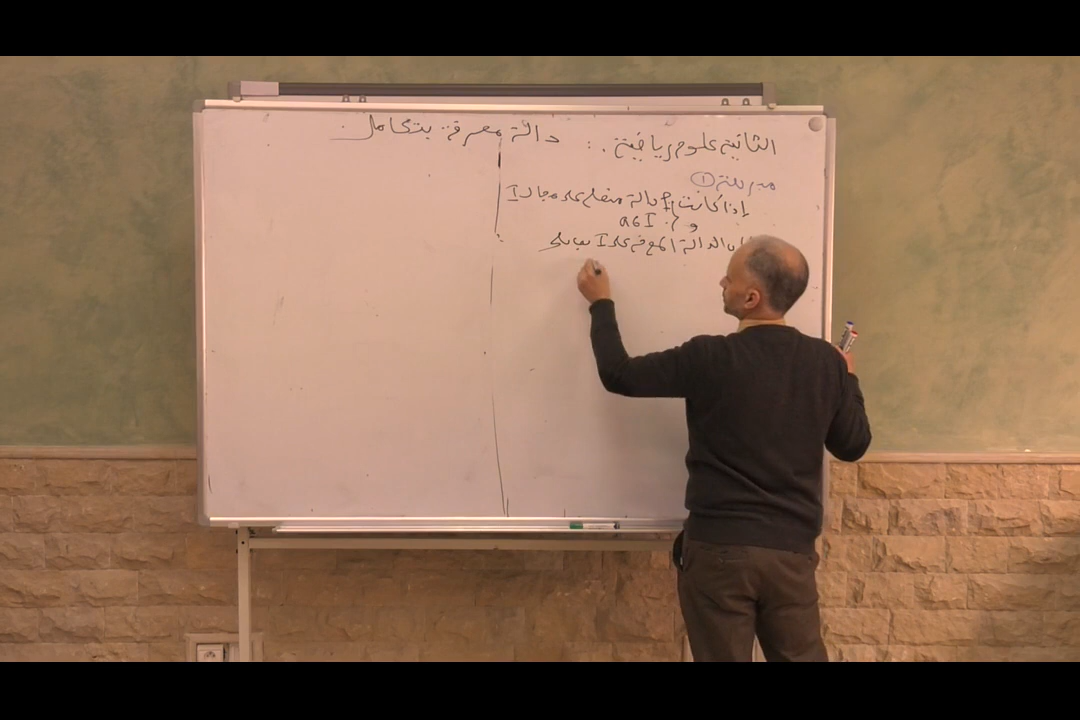 الثانية علوم رياضية : دالة معرفة بتكامل
مبرهنة ①
إذا كانت f دالة متصلة على مجال I
و a∈I
الدالة المعرفة على I بما يلي